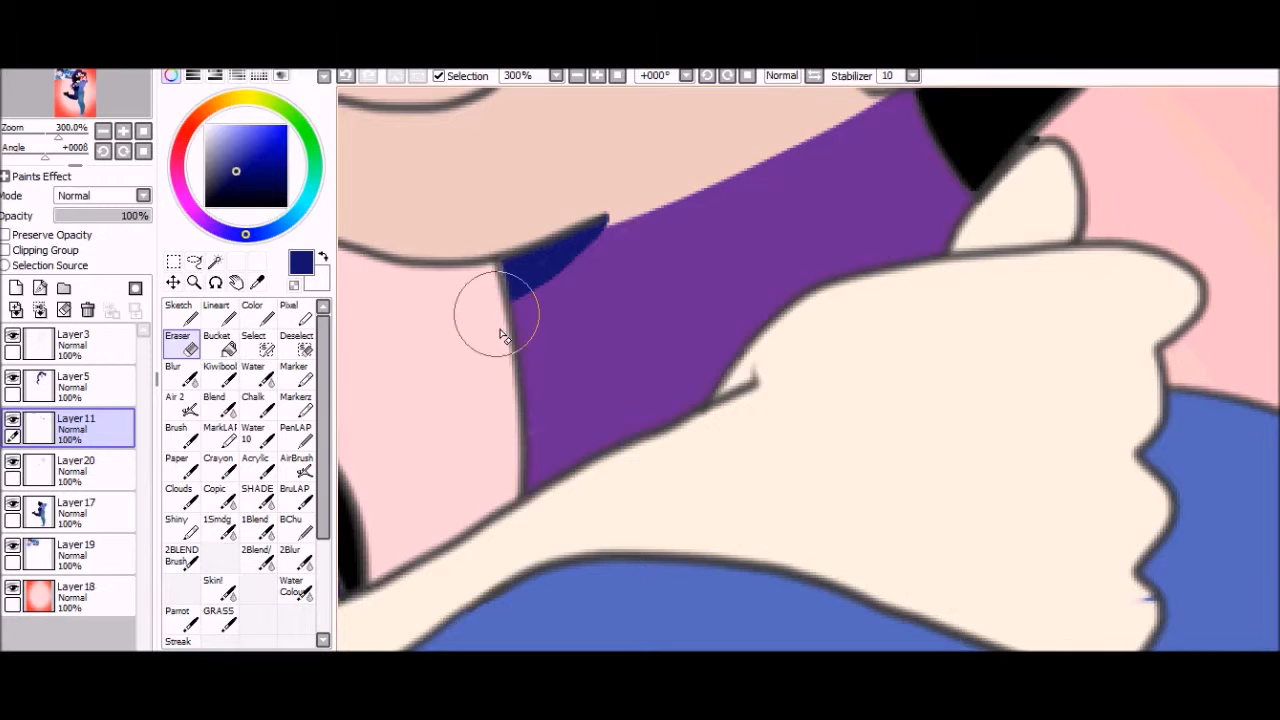 Selection 300% +000° Normal Stabilizer 10
Zoom 300.0%
Angle +000ß
Paints Effect
Mode Normal
Opacity 100%
Preserve Opacity
Clipping Group
Selection Source
Sketch Lineart Color Pixel
Eraser Bucket Select Deselect
Blur Kiwibool Water Marker
Air 2 Blend Chalk Markerz
Brush MarkLAP Water 10 PenLAP
Paper Crayon Acrylic AirBrush
Clouds Copic SHADE BruLAP
Shiny 1Smdg 1Blend BChu
2BLEND Brush 2Blend/ 2Blur
Skin! Water Colou
Parrot GRASS
Streak
Layer3
Normal
100%
Layer5
Normal
100%
Layer11
Normal
100%
Layer20
Normal
100%
Layer17
Normal
100%
Layer19
Normal
100%
Layer18
Normal
100%